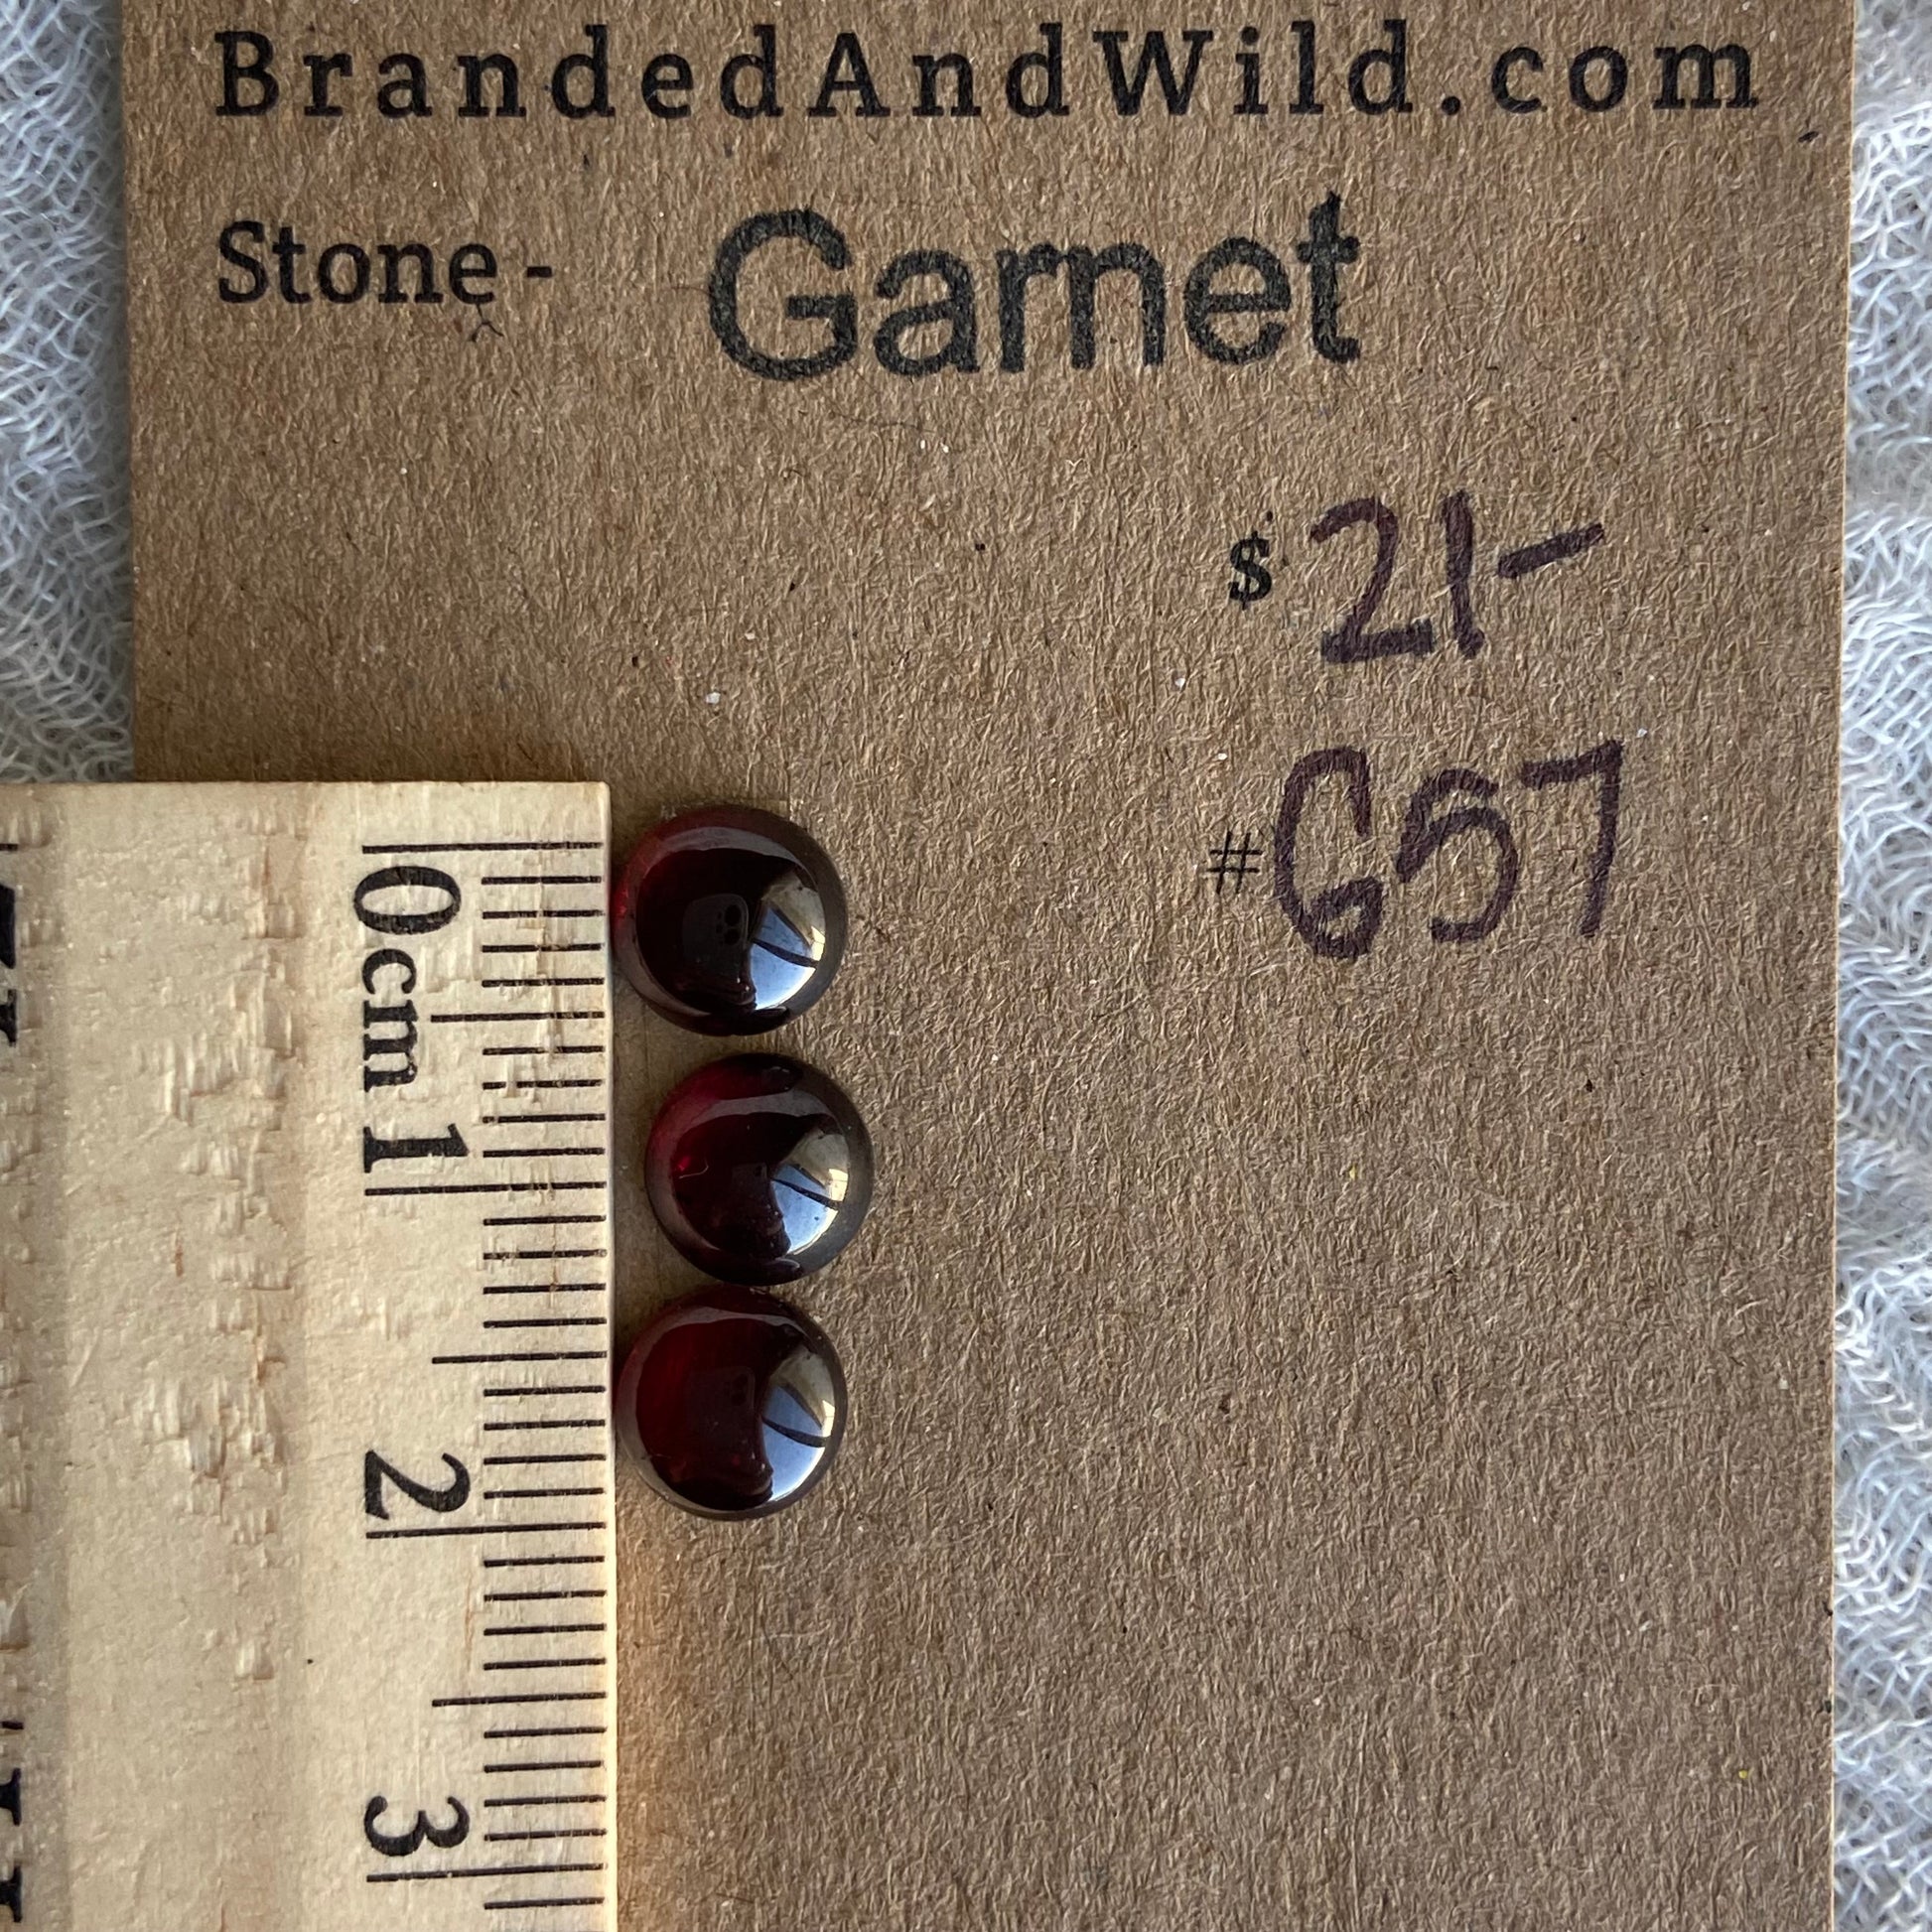 BrandedAndWild.com
Stone - Garnet
$ 21-
# G57
0cm 1
2
3